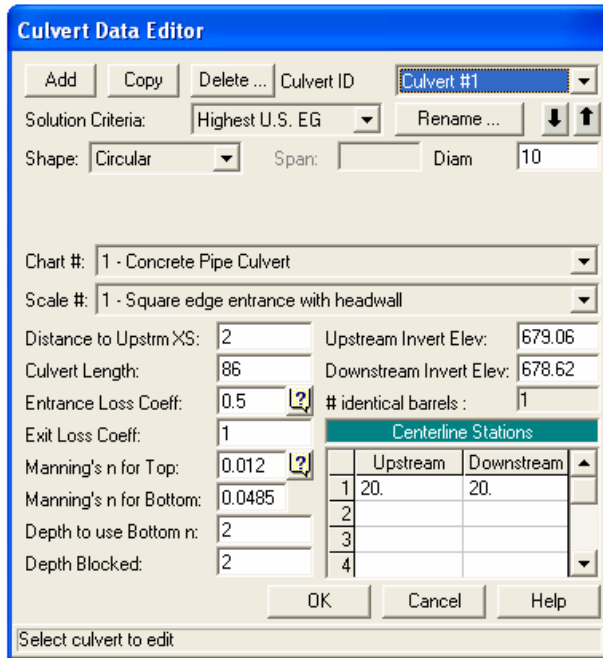 Culvert Data Editor
Add Copy Delete ... Culvert ID Culvert #1
Solution Criteria: Highest U.S. EG Rename ...
Shape: Circular Span: Diam 10
Chart #: 1 - Concrete Pipe Culvert
Scale #: 1 - Square edge entrance with headwall
Distance to Upstrm XS: 2 Upstream Invert Elev: 679.06
Culvert Length: 86 Downstream Invert Elev: 678.62
Entrance Loss Coeff: 0.5 ? # identical barrels : 1
Exit Loss Coeff: 1 Centerline Stations
Manning's n for Top: 0.012 ? Upstream Downstream
Manning's n for Bottom: 0.0485 1 20. 20.
Depth to use Bottom n: 2 2
3
Depth Blocked: 2 4
OK Cancel Help
Select culvert to edit